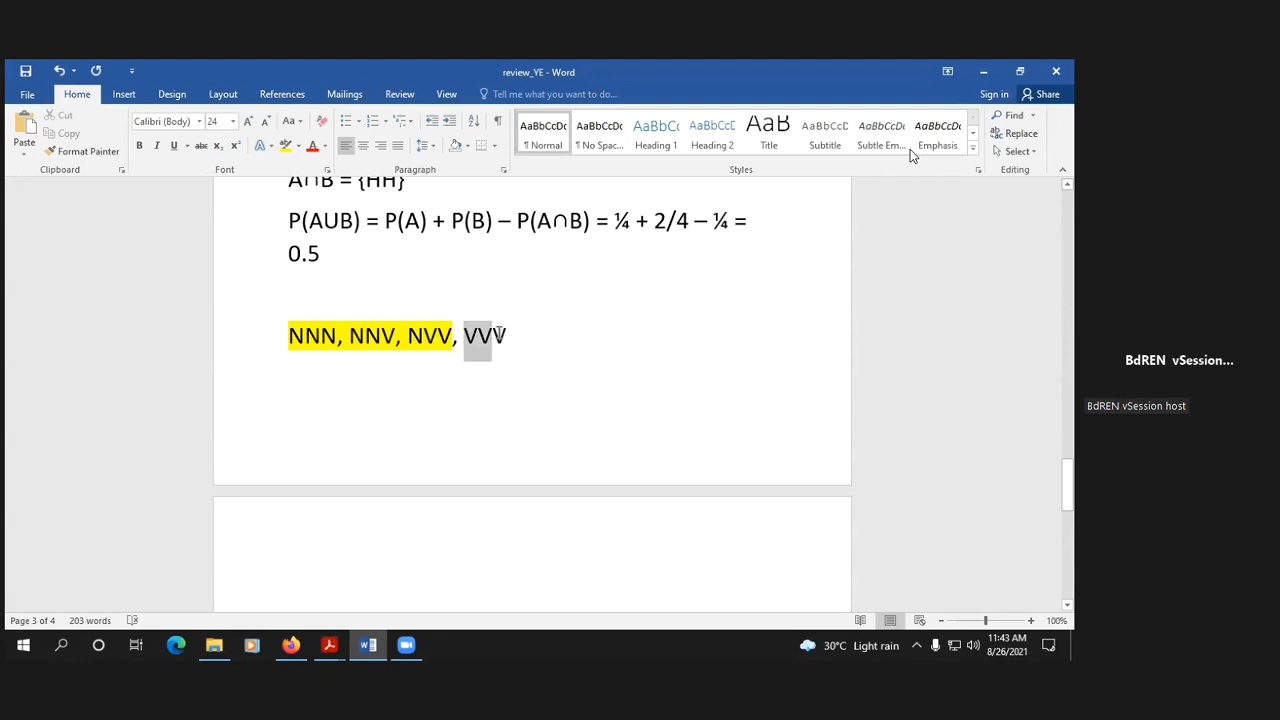 review_YE - Word
File Home Insert Design Layout References Mailings Review View Tell me what you want to do... Sign in Share
Paste
Cut
Copy
Format Painter
Clipboard
Calibri (Body) 24
Font
Paragraph
AaBbCcDc AaBbCcDc AaBbCc AaBbCcD AaB AaBbCcD AaBbCcDc AaBbCcDc
¶ Normal ¶ No Spac... Heading 1 Heading 2 Title Subtitle Subtle Em... Emphasis
Styles
Find
Replace
Select
Editing
A∩B = {HH}
P(AUB) = P(A) + P(B) – P(A∩B) = ¼ + 2/4 – ¼ =
0.5
NNN, NNV, NVV, VVV
BdREN vSession...
BdREN vSession host
Page 3 of 4 203 words
100%
30°C Light rain
11:43 AM
8/26/2021